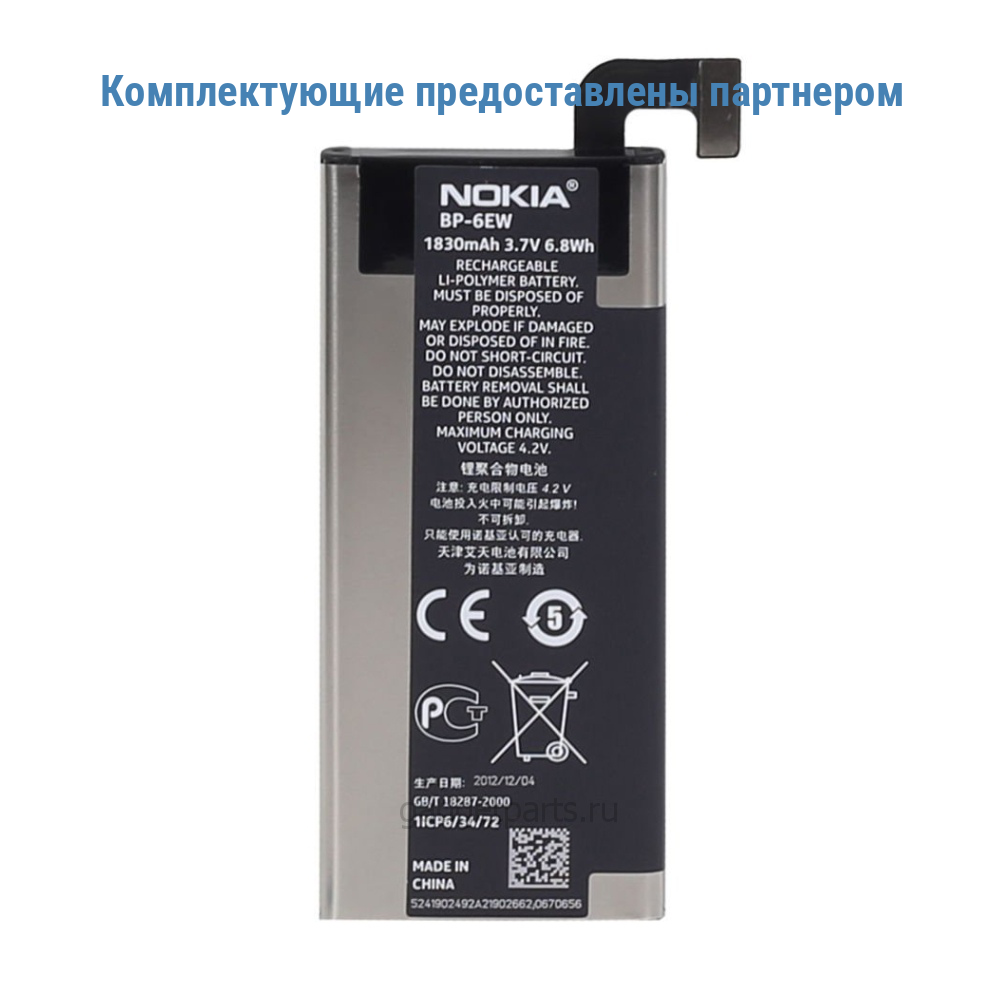 Комплектующие предоставлены партнером
NOKIA®
BP-6EW
1830mAh 3.7V 6.8Wh
RECHARGEABLE
LI-POLYMER BATTERY.
MUST BE DISPOSED OF
PROPERLY.
MAY EXPLODE IF DAMAGED
OR DISPOSED OF IN FIRE.
DO NOT SHORT-CIRCUIT.
DO NOT DISASSEMBLE.
BATTERY REMOVAL SHALL
BE DONE BY AUTHORIZED
PERSON ONLY.
MAXIMUM CHARGING
VOLTAGE 4.2V.
锂聚合物电池
注意: 充电限制电压 4.2V
电池投入火中可能引起爆炸!
不可拆卸.
只能使用诺基亚认可的充电器.
天津艾天电池有限公司
为诺基亚制造
CE
5
PCT
生产日期: 2012/12/04
GB/T 18287-2000
1ICP6/34/72
MADE IN
CHINA
5241902492A21902662,0670656